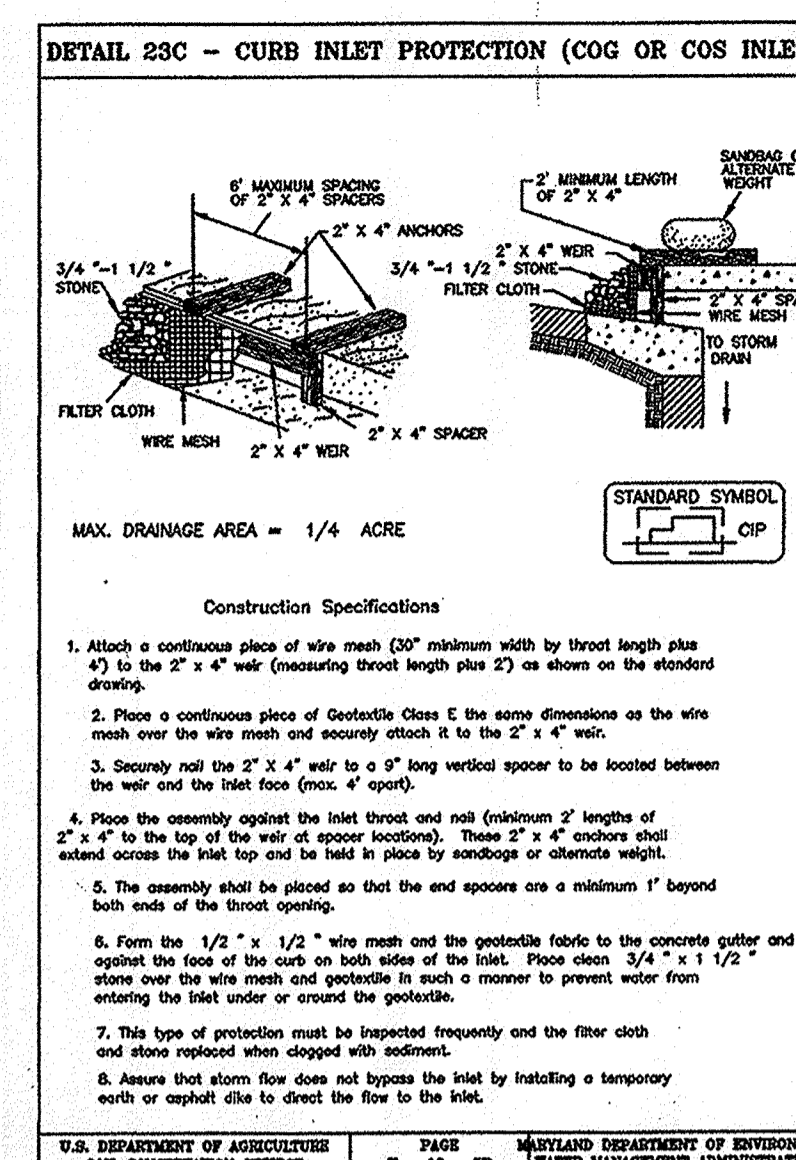 DETAIL 23C - CURB INLET PROTECTION (COG OR COS INLE
6' MAXIMUM SPACING
OF 2" X 4" SPACERS
2" X 4" ANCHORS
3/4 "-1 1/2 "
STONE
FILTER CLOTH
WIRE MESH
2" X 4" WEIR
2" X 4" SPACER
SANDBAG
ALTERNATE
WEIGHT
2' MINIMUM LENGTH
OF 2" X 4"
2" X 4" WEIR
3/4 "-1 1/2 " STONE
FILTER CLOTH
2" X 4" SPA
WIRE MESH
TO STORM
DRAIN
MAX. DRAINAGE AREA = 1/4 ACRE
STANDARD SYMBOL
CIP
Construction Specifications
1. Attach a continuous piece of wire mesh (30" minimum width by throat length plus
4') to the 2" x 4" weir (measuring throat length plus 2') as shown on the standard
drawing.
2. Place a continuous piece of Geotextile Class E the same dimensions as the wire
mesh over the wire mesh and securely attach it to the 2" x 4" weir.
3. Securely nail the 2" X 4" weir to a 9" long vertical spacer to be located between
the weir and the inlet face (max. 4' apart).
4. Place the assembly against the inlet throat and nail (minimum 2' lengths of
2" x 4" to the top of the weir at spacer locations). These 2" x 4" anchors shall
extend across the inlet top and be held in place by sandbags or alternate weight.
5. The assembly shall be placed so that the end spacers are a minimum 1' beyond
both ends of the throat opening.
6. Form the 1/2 " x 1/2 " wire mesh and the geotextile fabric to the concrete gutter and
against the face of the curb on both sides of the inlet. Place clean 3/4 " x 1 1/2 "
stone over the wire mesh and geotextile in such a manner to prevent water from
entering the inlet under or around the geotextile.
7. This type of protection must be inspected frequently and the filter cloth
and stone replaced when clogged with sediment.
8. Assure that storm flow does not bypass the inlet by installing a temporary
earth or asphalt dike to direct the flow to the inlet.
U.S. DEPARTMENT OF AGRICULTURE
PAGE
MARYLAND DEPARTMENT OF ENVIRON